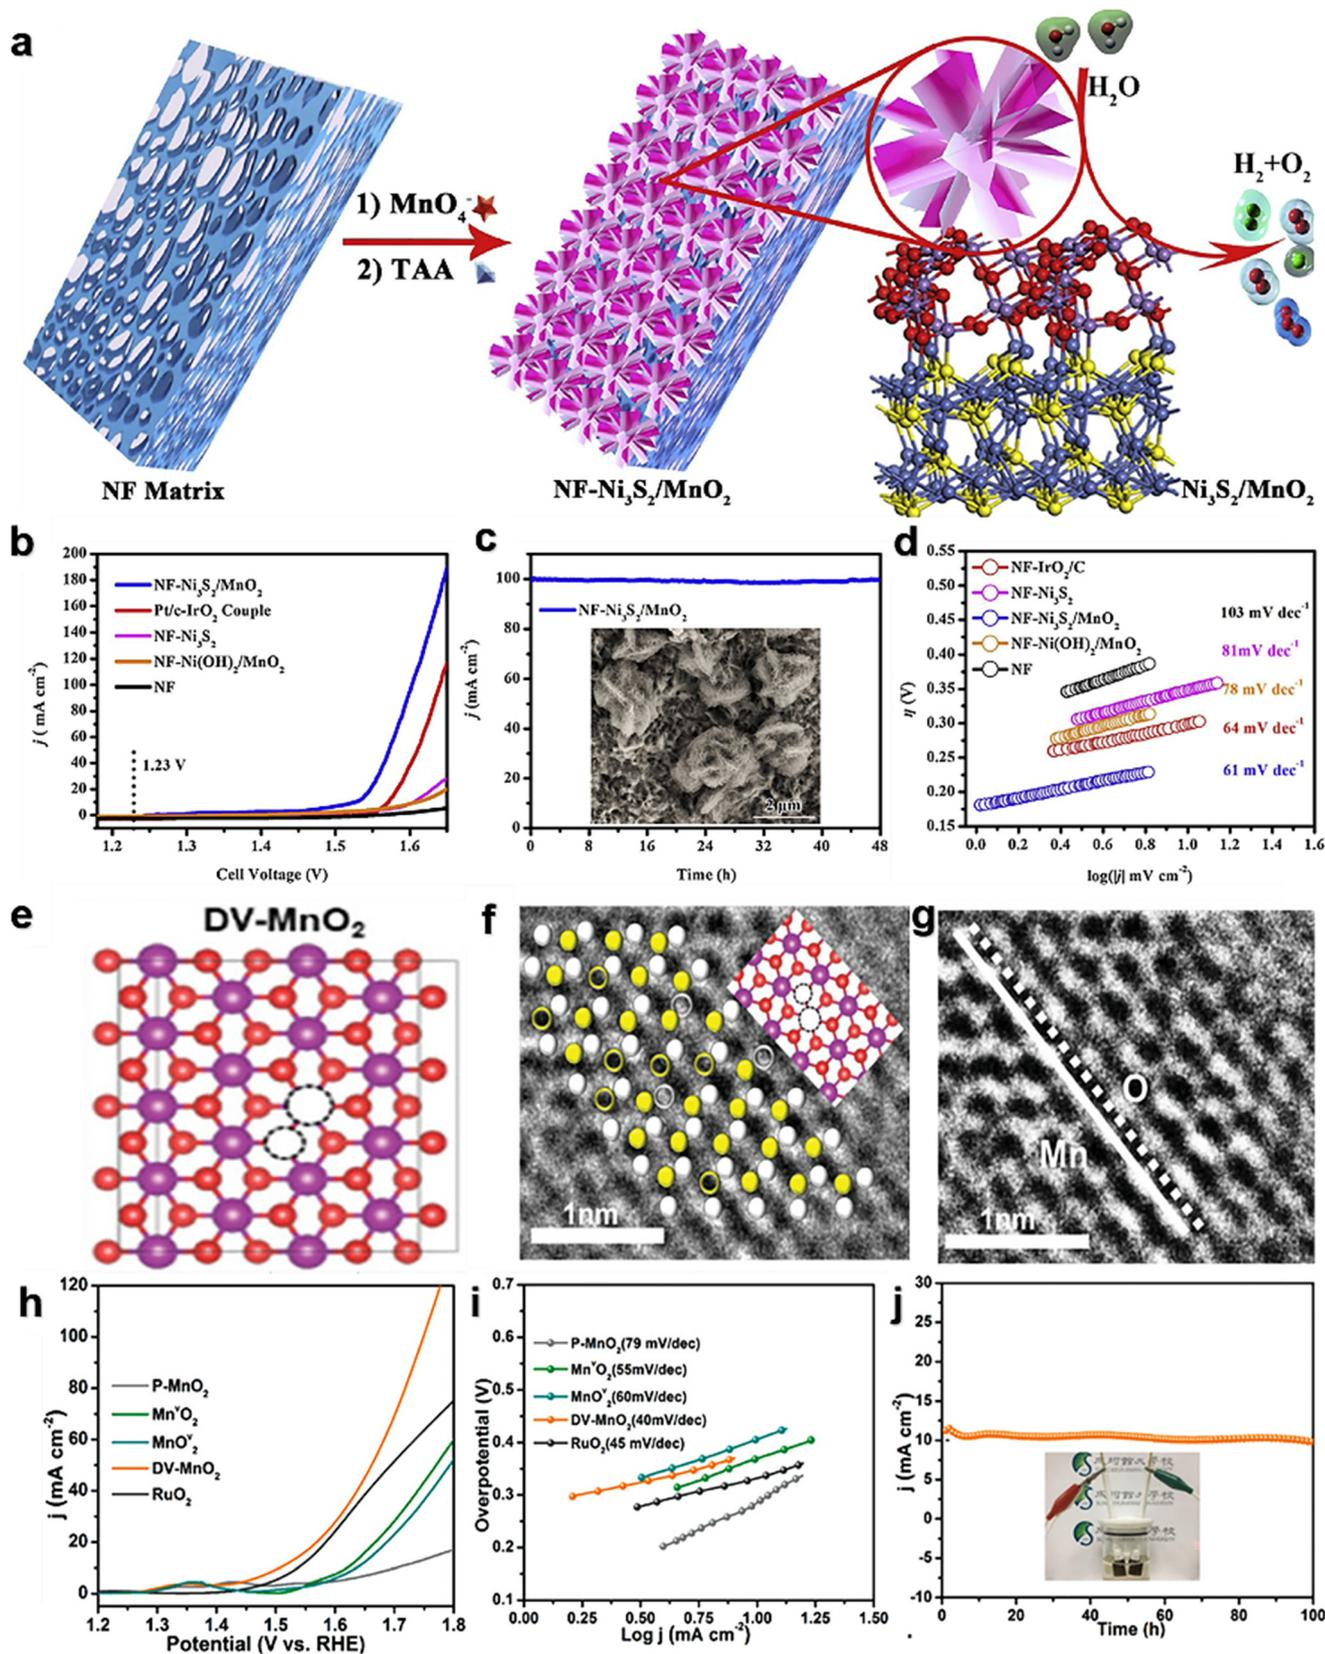 a
1) MnO4-
2) TAA
H2O
H2+O2
NF Matrix
NF-Ni3S2/MnO2
Ni3S2/MnO2
b
200
180
160
140
120
100
80
60
40
20
0
j (mA cm-2)
NF-Ni3S2/MnO2
Pt/c-IrO2 Couple
NF-Ni3S2
NF-Ni(OH)2/MnO2
NF
1.23 V
1.2 1.3 1.4 1.5 1.6
Cell Voltage (V)
c
100
80
60
40
20
0
j (mA cm-2)
NF-Ni3S2/MnO2
2 μm
0 8 16 24 32 40 48
Time (h)
d
0.55
0.50
0.45
0.40
0.35
0.30
0.25
0.20
0.15
η (V)
NF-IrO2/C
NF-Ni3S2
NF-Ni3S2/MnO2
NF-Ni(OH)2/MnO2
NF
103 mV dec-1
81mV dec-1
78 mV dec-1
64 mV dec-1
61 mV dec-1
0.0 0.2 0.4 0.6 0.8 1.0 1.2 1.4 1.6
log(|j| mV cm-2)
e
DV-MnO2
f
1nm
g
O
Mn
1nm
h
120
100
80
60
40
20
0
j (mA cm-2)
P-MnO2
MnvO2
MnOv2
DV-MnO2
RuO2
1.2 1.3 1.4 1.5 1.6 1.7 1.8
Potential (V vs. RHE)
i
0.7
0.6
0.5
0.4
0.3
0.2
0.1
Overpotential (V)
P-MnO2(79 mV/dec)
MnvO2(55mV/dec)
MnOv2(60mV/dec)
DV-MnO2(40mV/dec)
RuO2(45 mV/dec)
0.00 0.25 0.50 0.75 1.00 1.25 1.50
Log j (mA cm-2)
j
30
25
20
15
10
5
0
-5
-10
j (mA cm-2)
0 20 40 60 80 100
Time (h)